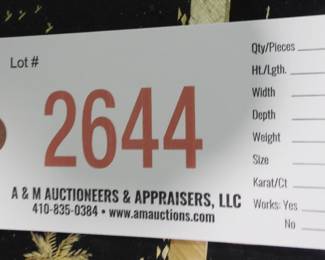 Lot #
2644
A & M AUCTIONEERS & APPRAISERS, LLC
410-835-0384 • www.amauctions.com
Qty/Pieces
Ht./Lgth.
Width
Depth
Weight
Size
Karat/Ct
Works: Yes
No